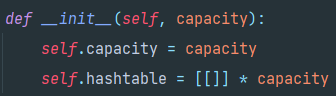 def __init__(self, capacity):
    self.capacity = capacity
    self.hashtable = [[]] * capacity